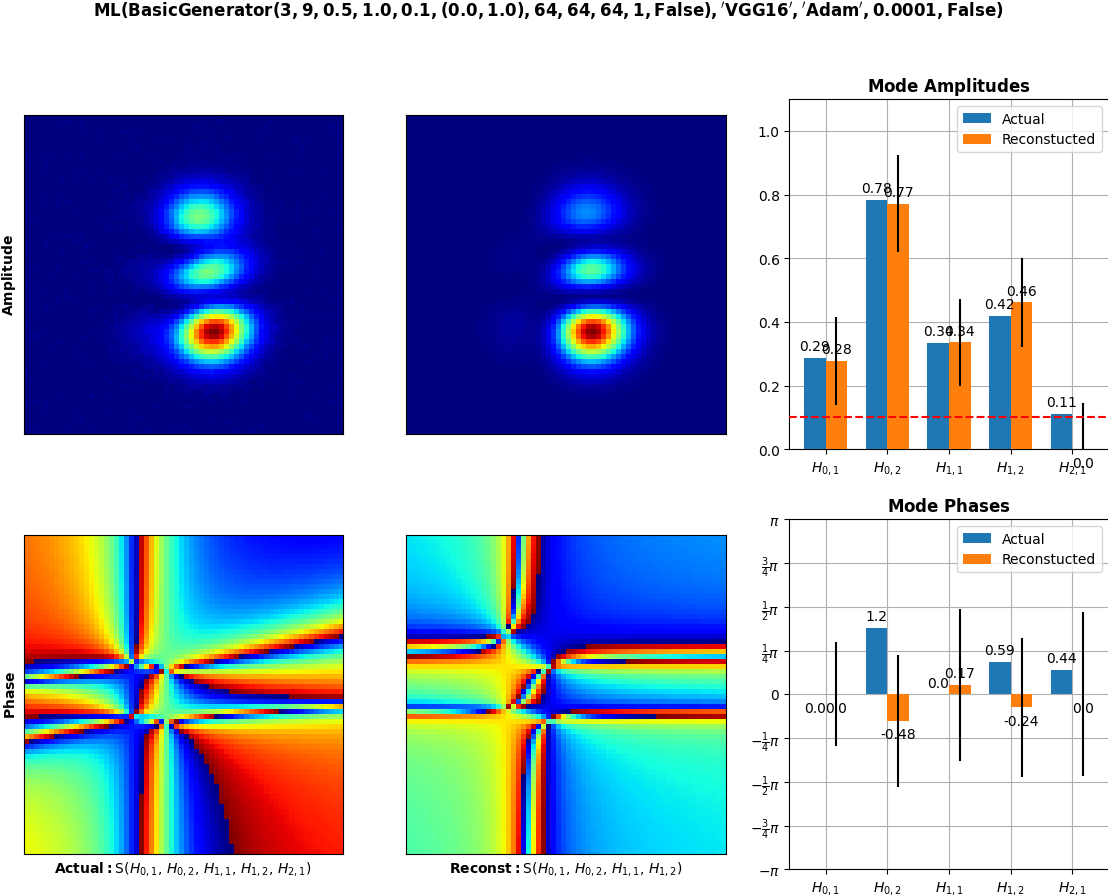 ML(BasicGenerator(3, 9, 0.5, 1.0, 0.1, (0.0, 1.0), 64, 64, 64, 1, False), ′VGG16′, ′Adam′, 0.0001, False)
Amplitude
Mode Amplitudes
Actual
Reconstucted
1.0
0.8
0.6
0.4
0.2
0.0
0.29
0.28
0.78
0.77
0.34
0.34
0.42
0.46
0.11
0.0
H0,1
H0,2
H1,1
H1,2
H2,1
Phase
Actual: S(H0,1, H0,2, H1,1, H1,2, H2,1)
Reconst: S(H0,1, H0,2, H1,1, H1,2)
Mode Phases
Actual
Reconstucted
π
3/4π
1/2π
1/4π
0
−1/4π
−1/2π
−3/4π
−π
0.0
1.2
-0.48
0.0
0.17
0.59
-0.24
0.44
0.0
H0,1
H0,2
H1,1
H1,2
H2,1